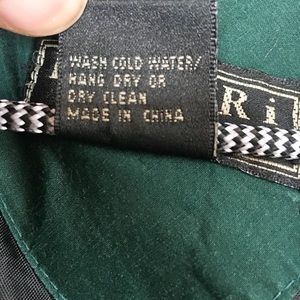 WASH COLD WATER/
HANG DRY OR
DRY CLEAN
MADE IN CHINA